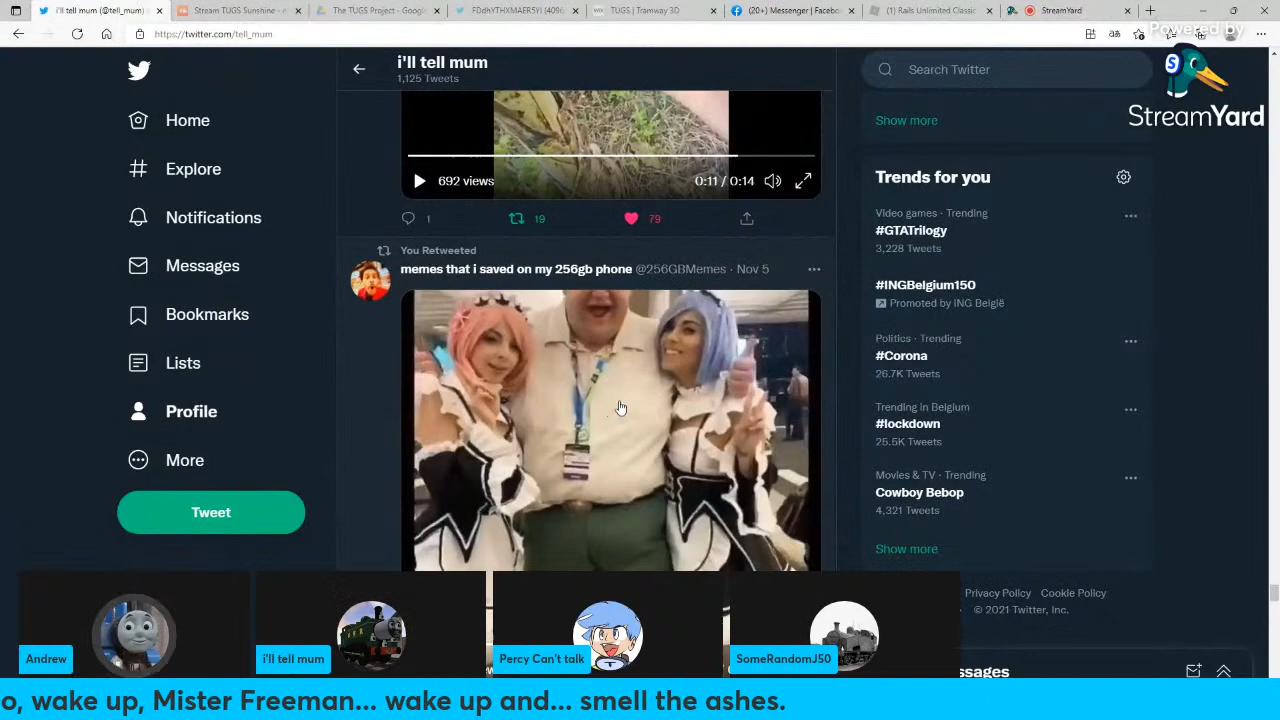 i'll tell mum (@tell_mum)
Stream TUGS Sunshine -
The TUGS Project - Google
FDdhYTHXMAER5YI (4096
WiX
TUGS | Tramway 3D
(20+) Messenger | Facebo
(1) Rails Unlimited Classic
StreamYard
https://twitter.com/tell_mum
Powered by
StreamYard
i'll tell mum
1,125 Tweets
Search Twitter
Home
Explore
Notifications
Messages
Bookmarks
Lists
Profile
More
Tweet
692 views
0:11 / 0:14
1
19
79
You Retweeted
memes that i saved on my 256gb phone @256GBMemes · Nov 5
Show more
Trends for you
Video games · Trending
#GTATrilogy
3,228 Tweets
#INGBelgium150
Promoted by ING België
Politics · Trending
#Corona
26.7K Tweets
Trending in Belgium
#lockdown
25.5K Tweets
Movies & TV · Trending
Cowboy Bebop
4,321 Tweets
Show more
Privacy Policy Cookie Policy
© 2021 Twitter, Inc.
ssages
Andrew
i'll tell mum
Percy Can't talk
SomeRandomJ50
o, wake up, Mister Freeman... wake up and... smell the ashes.